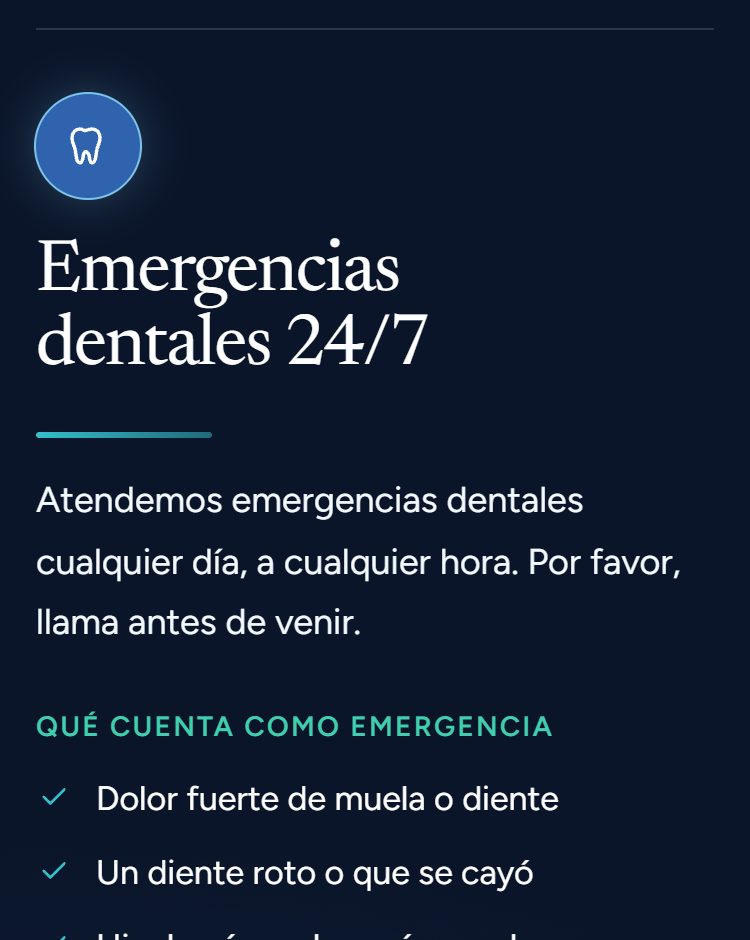 Emergencias
dentales 24/7
Atendemos emergencias dentales
cualquier día, a cualquier hora. Por favor,
llama antes de venir.
QUÉ CUENTA COMO EMERGENCIA
Dolor fuerte de muela o diente
Un diente roto o que se cayó